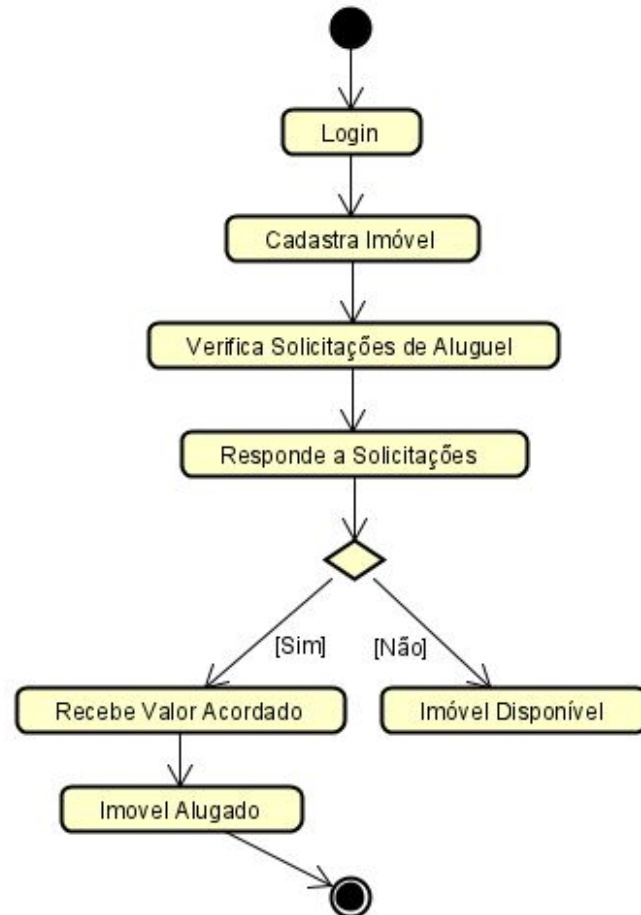 Login
Cadastra Imóvel
Verifica Solicitações de Aluguel
Responde a Solicitações
[Sim]
[Não]
Recebe Valor Acordado
Imóvel Disponível
Imovel Alugado